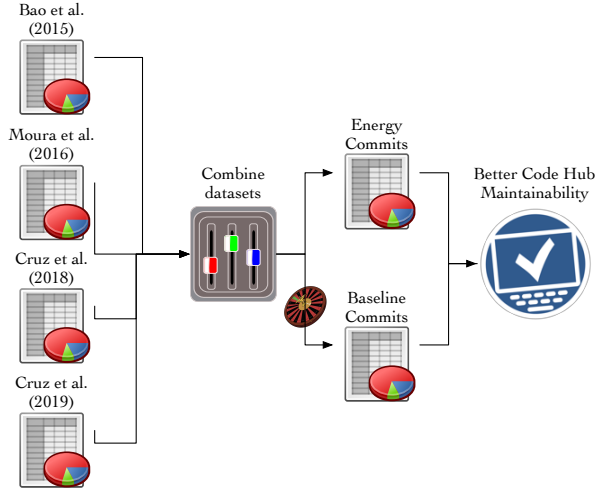 Bao et al.
(2015)
Moura et al.
(2016)
Cruz et al.
(2018)
Cruz et al.
(2019)
Combine
datasets
Energy
Commits
Baseline
Commits
Better Code Hub
Maintainability